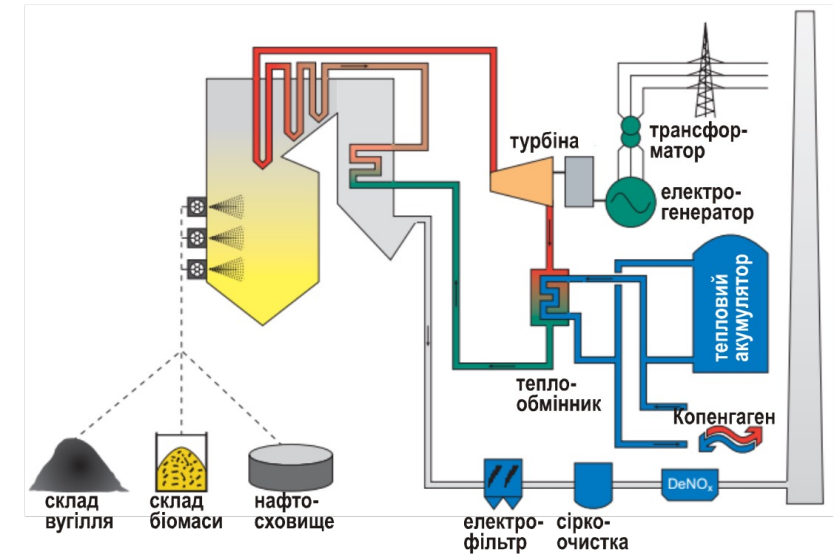 турбіна
трансфор-
матор
електро-
генератор
тепловий
акумулятор
тепло-
обмінник
Копенгаген
DeNOx
склад
вугілля
склад
біомаси
нафто-
сховище
електро-
фільтр
сірко-
очистка